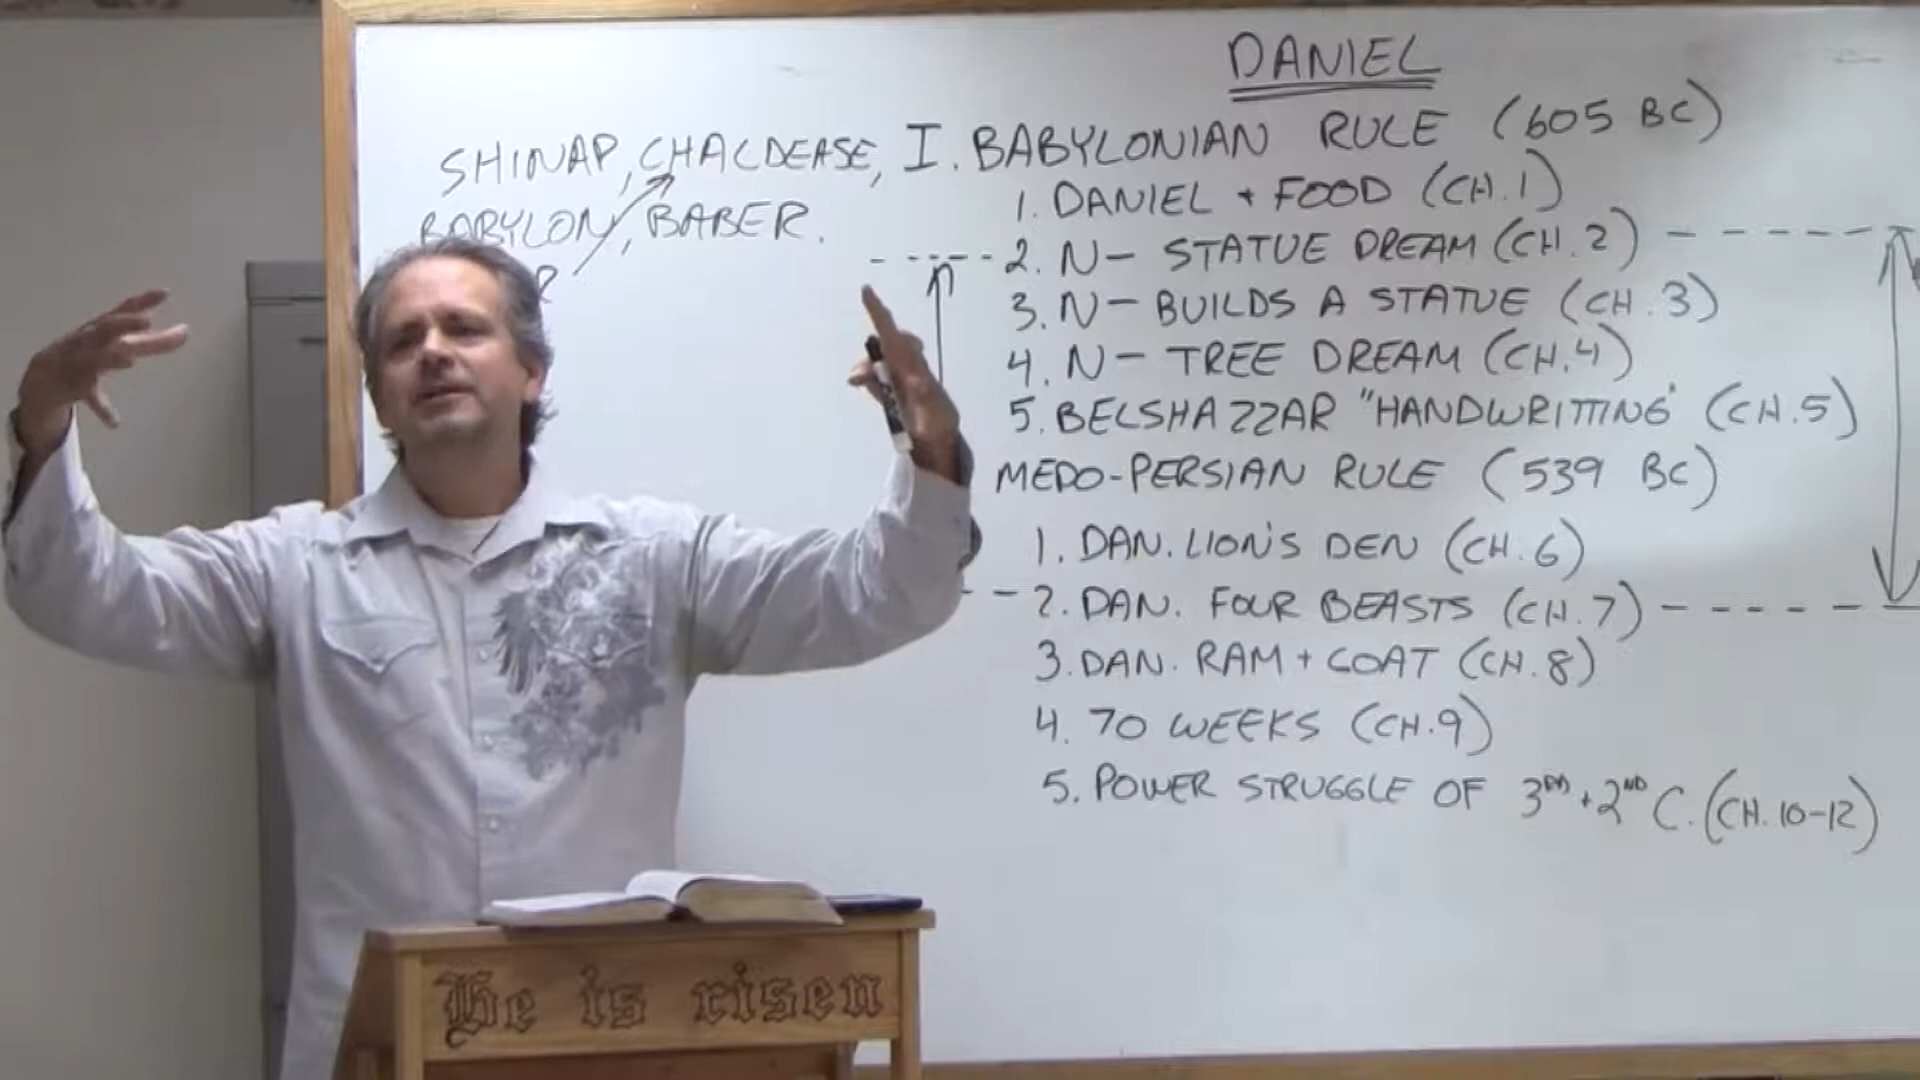 DANIEL
SHINAP, CHALDEASE,
BABYLON, BABER.
I. BABYLONIAN RULE (605 BC)
1. DANIEL + FOOD (CH. 1)
2. N- STATUE DREAM (CH. 2)
3. N- BUILDS A STATUE (CH. 3)
4. N- TREE DREAM (CH. 4)
5. BELSHAZZAR "HANDWRITTING" (CH. 5)
MEDO-PERSIAN RULE (539 BC)
1. DAN. LION'S DEN (CH. 6)
2. DAN. FOUR BEASTS (CH. 7)
3. DAN. RAM + GOAT (CH. 8)
4. 70 WEEKS (CH. 9)
5. POWER STRUGGLE OF 3RD + 2ND C. (CH. 10-12)
He is risen